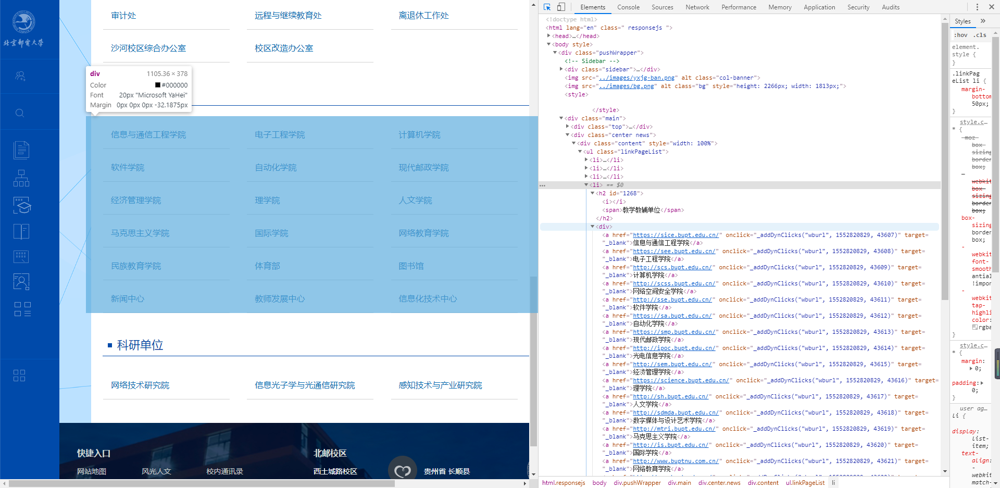 北京邮电大学
审计处 远程与继续教育处 离退休工作处
沙河校区综合办公室 校区改造办公室
div 1105.36 × 378
Color #000000
Font 20px "Microsoft YaHei"
Margin 0px 0px 0px -32.1875px
信息与通信工程学院 电子工程学院 计算机学院
软件学院 自动化学院 现代邮政学院
经济管理学院 理学院 人文学院
马克思主义学院 国际学院 网络教育学院
民族教育学院 体育部 图书馆
新闻中心 教师发展中心 信息化技术中心
科研单位
网络技术研究院 信息光子学与光通信研究院 感知技术与产业研究院
快捷入口 北邮校区
网站地图 风光人文 校内通讯录 西土城路校区 贵州省 长顺县
Elements Console Sources Network Performance Memory Application Security Audits
<!doctype html>
<html lang="en" class=" responsejs ">
<head>…</head>
<body style>
<div class="pushWrapper">
<!-- Sidebar -->
<div class="sidebar">…</div>
<img src="../images/yxjg-ban.png" alt class="col-banner">
<img src="../images/bg.png" alt class="bg" style="height: 2266px; width: 1813px;">
<style>
</style>
<div class="main">
<div class="top">…</div>
<div class="center news">
<div class="content" style="width: 100%">
<ul class="linkPageList">
<li>…</li>
<li>…</li>
<li>…</li>
<li> == $0
<h2 id="1268">
<i></i>
<span>教学教辅单位</span>
</h2>
<div>
<a href="https://sice.bupt.edu.cn/" onclick="_addDynClicks("wburl", 1552820829, 43607)" target=
"_blank">信息与通信工程学院</a>
<a href="https://see.bupt.edu.cn/" onclick="_addDynClicks("wburl", 1552820829, 43608)" target=
"_blank">电子工程学院</a>
<a href="http://scs.bupt.edu.cn/" onclick="_addDynClicks("wburl", 1552820829, 43609)" target=
"_blank">计算机学院</a>
<a href="http://scss.bupt.edu.cn/" onclick="_addDynClicks("wburl", 1552820829, 43610)" target=
"_blank">网络空间安全学院</a>
<a href="http://sse.bupt.edu.cn/" onclick="_addDynClicks("wburl", 1552820829, 43611)" target=
"_blank">软件学院</a>
<a href="https://sa.bupt.edu.cn/" onclick="_addDynClicks("wburl", 1552820829, 43612)" target=
"_blank">自动化学院</a>
<a href="https://smp.bupt.edu.cn/" onclick="_addDynClicks("wburl", 1552820829, 43613)" target=
"_blank">现代邮政学院</a>
<a href="http://ipoc.bupt.edu.cn/" onclick="_addDynClicks("wburl", 1552820829, 43614)" target=
"_blank">光电信息学院</a>
<a href="http://sem.bupt.edu.cn/" onclick="_addDynClicks("wburl", 1552820829, 43615)" target=
"_blank">经济管理学院</a>
<a href="https://science.bupt.edu.cn/" onclick="_addDynClicks("wburl", 1552820829, 43616)" target=
"_blank">理学院</a>
<a href="http://sh.bupt.edu.cn/" onclick="_addDynClicks("wburl", 1552820829, 43617)" target=
"_blank">人文学院</a>
<a href="http://sdmda.bupt.edu.cn/" onclick="_addDynClicks("wburl", 1552820829, 43618)" target=
"_blank">数字媒体与设计艺术学院</a>
<a href="http://mtri.bupt.edu.cn/" onclick="_addDynClicks("wburl", 1552820829, 43619)" target=
"_blank">马克思主义学院</a>
<a href="http://is.bupt.edu.cn/" onclick="_addDynClicks("wburl", 1552820829, 43620)" target=
"_blank">国际学院</a>
<a href="http://www.buptnu.com.cn/" onclick="_addDynClicks("wburl", 1552820829, 43621)" target=
"_blank">网络教育学院</a>
html.responsejs body div.pushWrapper div.main div.center.news div.content ul.linkPageList li
Styles »
:hov .cls
element.
style {
}
.linkPag
eList li {
margin-
bottom
50px;
}
style.c…
* {
-moz-
box-
sizing
border
box;
-
webkit
box-
sizing
border
box;
box-
sizing
border
box;
-
webkit
font-
smooth
antial
!impor
-
webkit
tap-
highli
color:
rgba
}
style.c…
* {
margin:
0;
padding:
0;
}
user ag…
li {
display:
list-
item;
text-
align:
-
webkit
match-